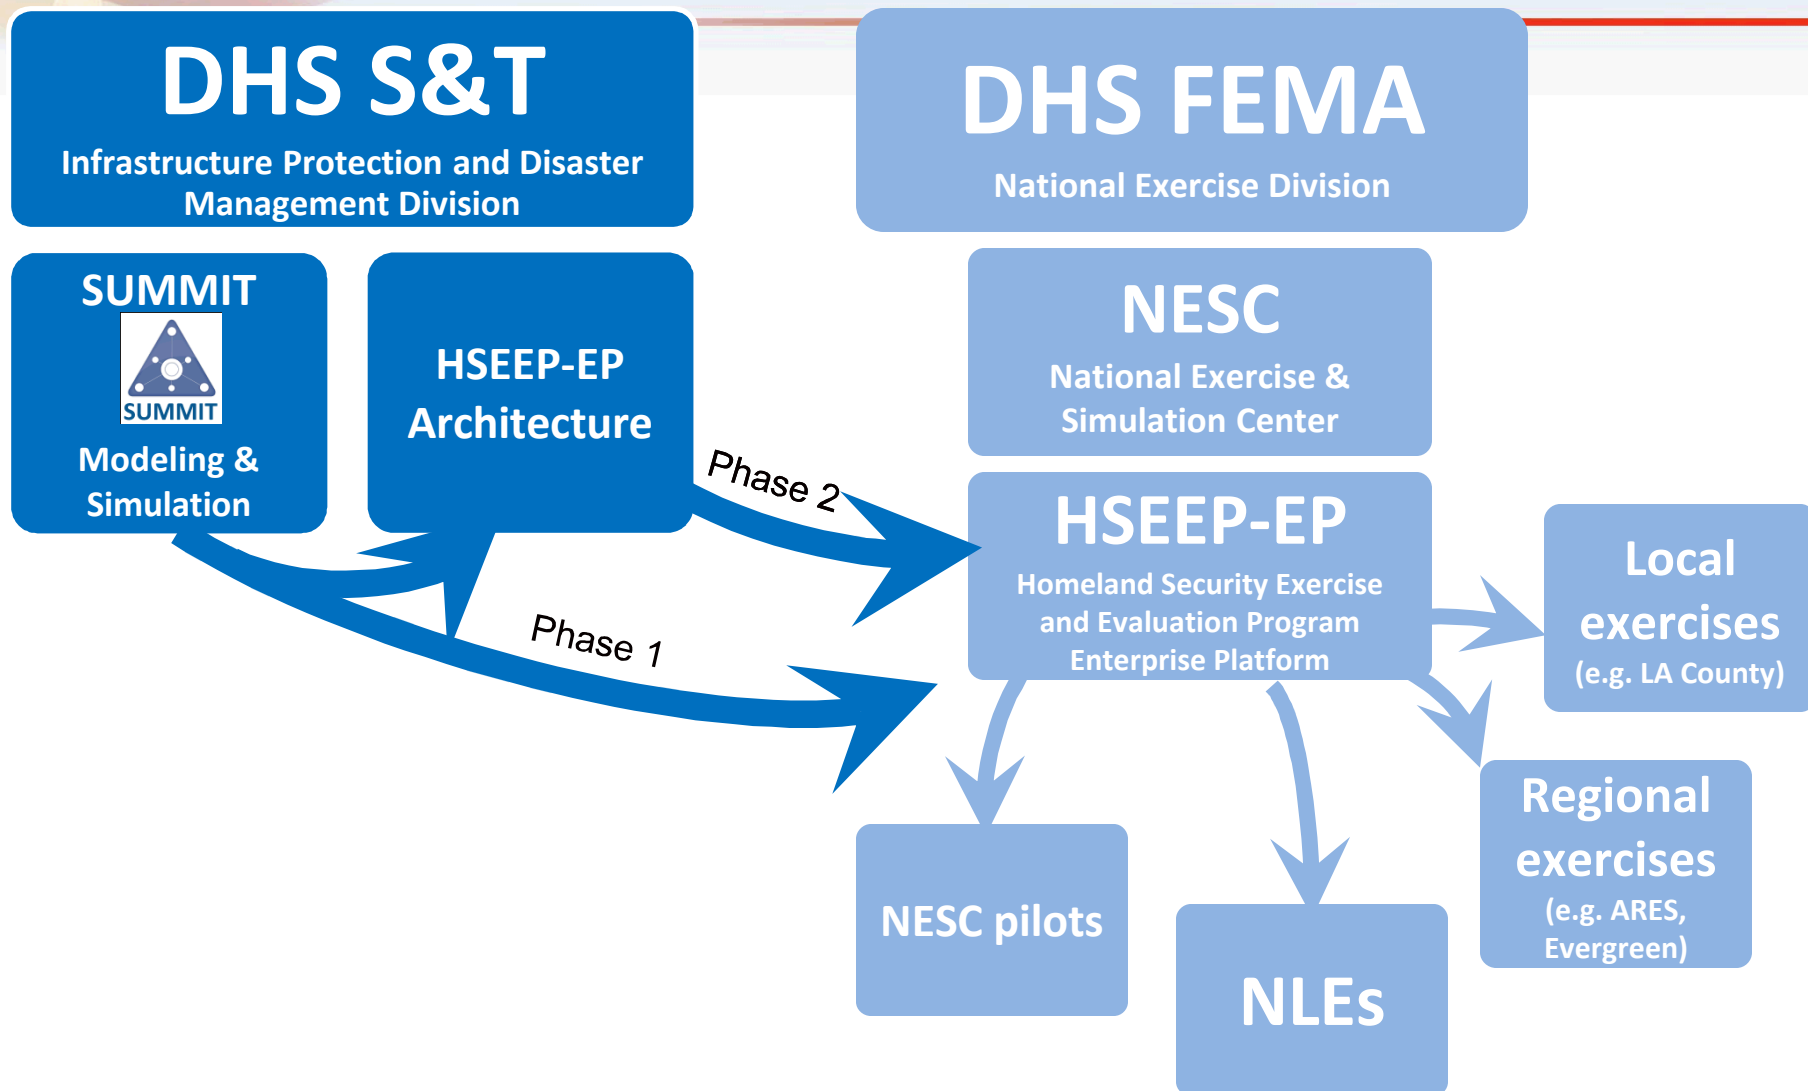 DHS S&T
Infrastructure Protection and Disaster
Management Division
DHS FEMA
National Exercise Division
SUMMIT
SUMMIT
Modeling &
Simulation
HSEEP-EP
Architecture
NESC
National Exercise &
Simulation Center
Phase 2
Phase 1
HSEEP-EP
Homeland Security Exercise
and Evaluation Program
Enterprise Platform
Local
exercises
(e.g. LA County)
Regional
exercises
(e.g. ARES,
Evergreen)
NESC pilots
NLEs